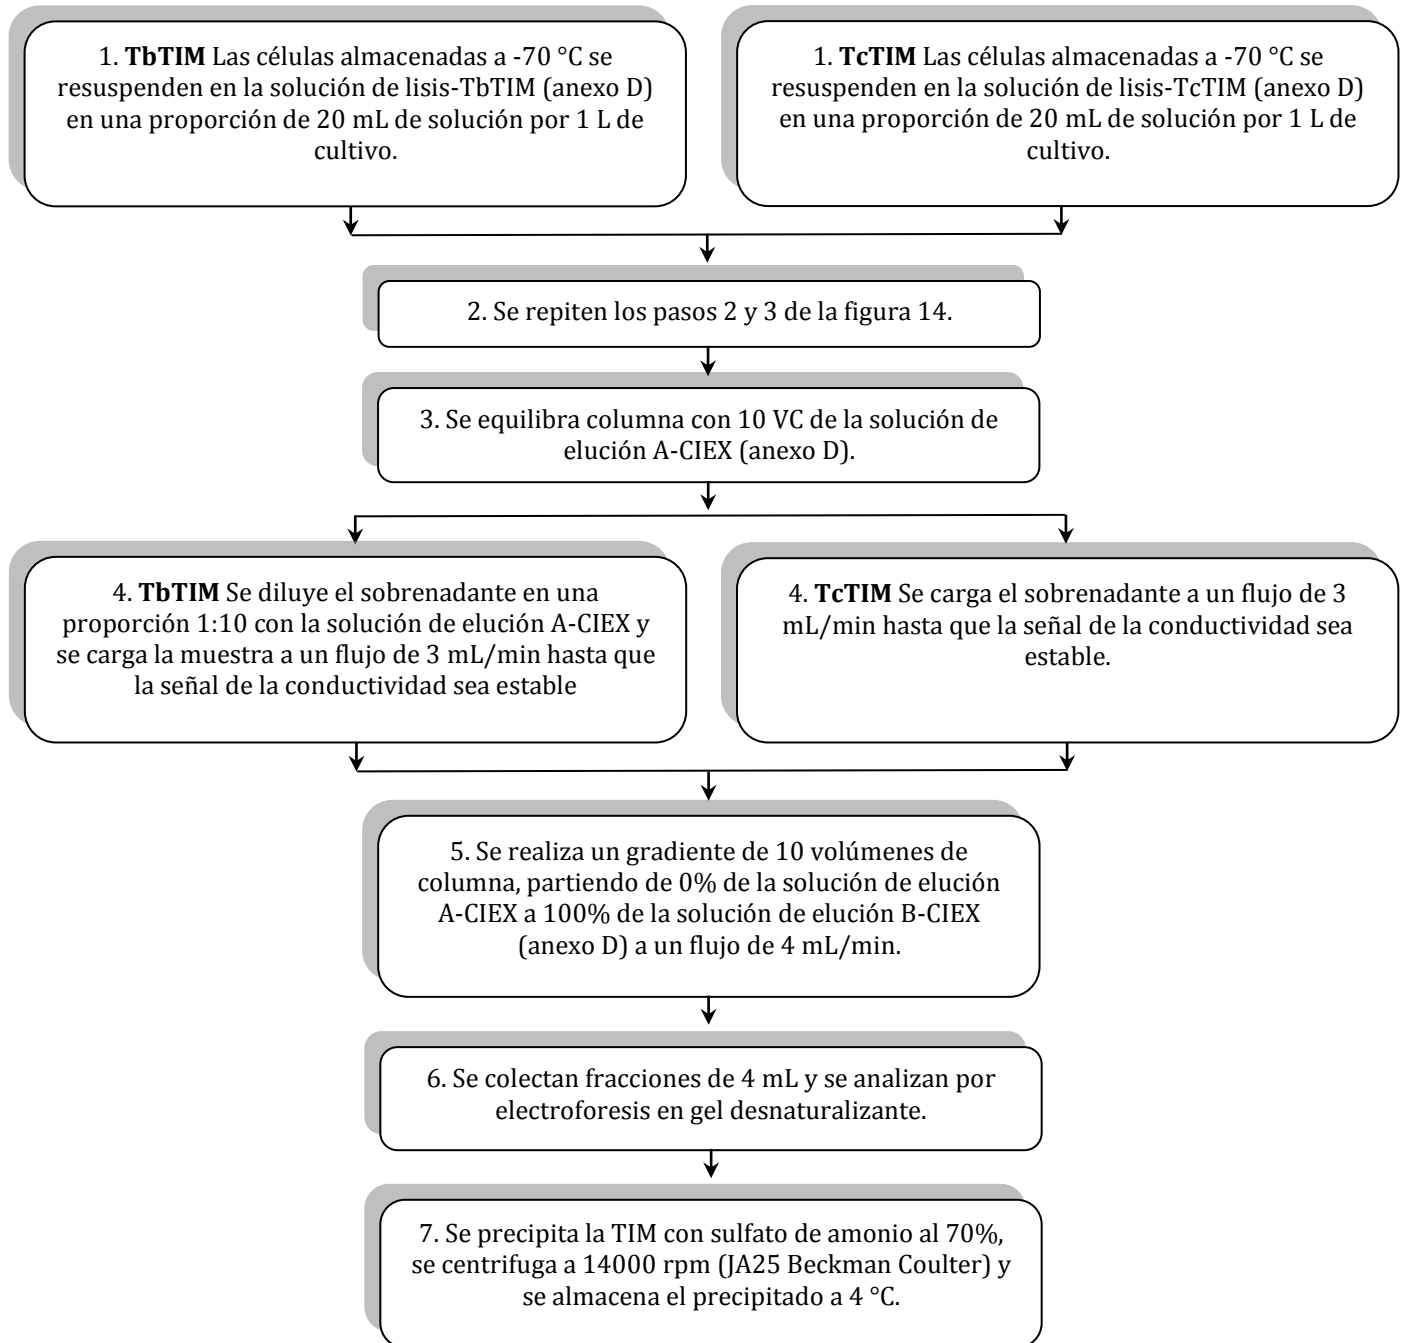 1. TbTIM Las células almacenadas a -70 °C se
resuspenden en la solución de lisis-TbTIM (anexo D)
en una proporción de 20 mL de solución por 1 L de
cultivo.
1. TcTIM Las células almacenadas a -70 °C se
resuspenden en la solución de lisis-TcTIM (anexo D)
en una proporción de 20 mL de solución por 1 L de
cultivo.
2. Se repiten los pasos 2 y 3 de la figura 14.
3. Se equilibra columna con 10 VC de la solución de
elución A-CIEX (anexo D).
4. TbTIM Se diluye el sobrenadante en una
proporción 1:10 con la solución de elución A-CIEX y
se carga la muestra a un flujo de 3 mL/min hasta que
la señal de la conductividad sea estable
4. TcTIM Se carga el sobrenadante a un flujo de 3
mL/min hasta que la señal de la conductividad sea
estable.
5. Se realiza un gradiente de 10 volúmenes de
columna, partiendo de 0% de la solución de elución
A-CIEX a 100% de la solución de elución B-CIEX
(anexo D) a un flujo de 4 mL/min.
6. Se colectan fracciones de 4 mL y se analizan por
electroforesis en gel desnaturalizante.
7. Se precipita la TIM con sulfato de amonio al 70%,
se centrifuga a 14000 rpm (JA25 Beckman Coulter) y
se almacena el precipitado a 4 °C.